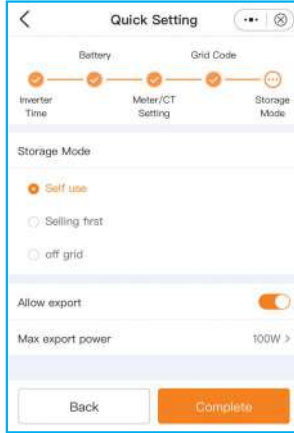 Quick Setting
Battery Grid Code
Inverter Time
Meter/CT Setting
Storage Mode
Storage Mode
Self use
Selling first
off grid
Allow export
Max export power 100W >
Back Complete